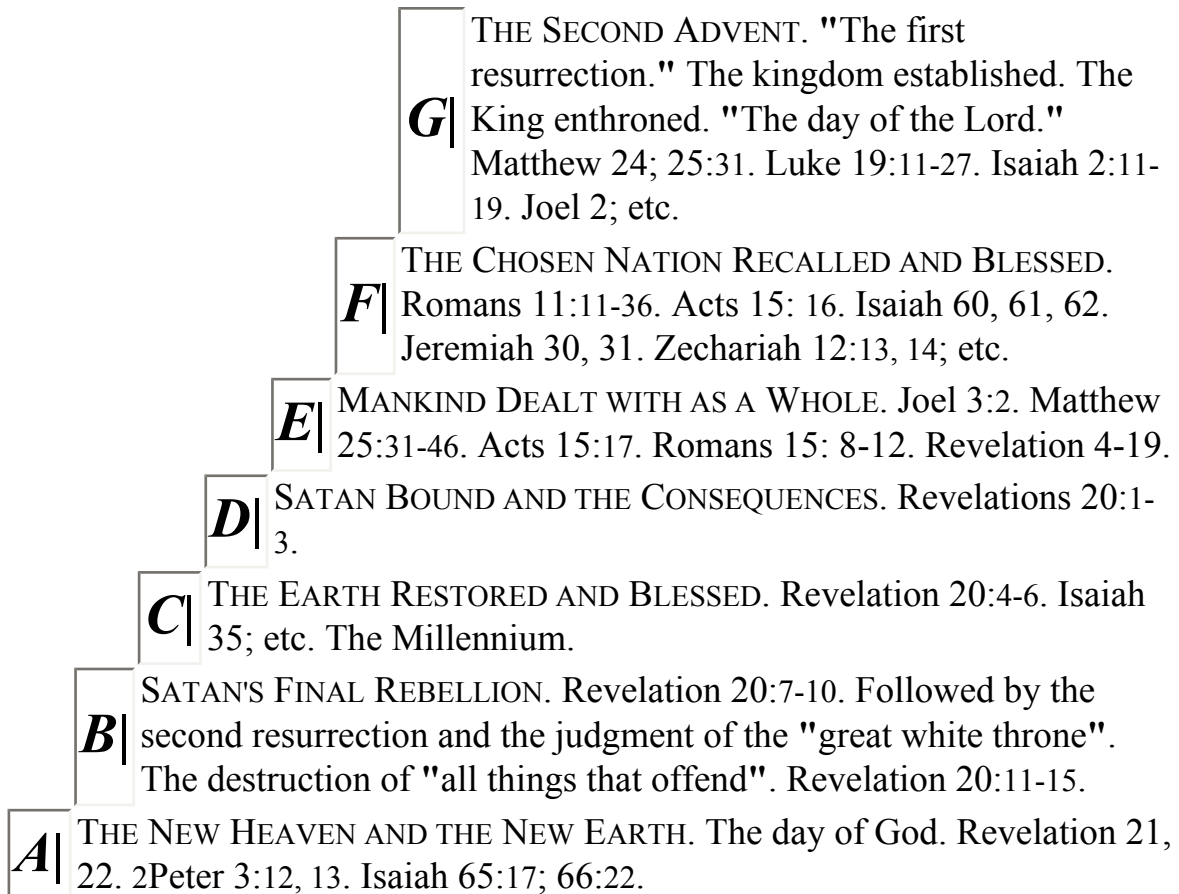 THE SECOND ADVENT. "The first
resurrection." The kingdom established. The
G| King enthroned. "The day of the Lord."
Matthew 24; 25:31. Luke 19:11-27. Isaiah 2:11-
19. Joel 2; etc.
THE CHOSEN NATION RECALLED AND BLESSED.
F| Romans 11:11-36. Acts 15: 16. Isaiah 60, 61, 62.
Jeremiah 30, 31. Zechariah 12:13, 14; etc.
E| MANKIND DEALT WITH AS A WHOLE. Joel 3:2. Matthew
25:31-46. Acts 15:17. Romans 15: 8-12. Revelation 4-19.
D| SATAN BOUND AND THE CONSEQUENCES. Revelations 20:1-
3.
C| THE EARTH RESTORED AND BLESSED. Revelation 20:4-6. Isaiah
35; etc. The Millennium.
SATAN'S FINAL REBELLION. Revelation 20:7-10. Followed by the
B| second resurrection and the judgment of the "great white throne".
The destruction of "all things that offend". Revelation 20:11-15.
A| THE NEW HEAVEN AND THE NEW EARTH. The day of God. Revelation 21,
22. 2Peter 3:12, 13. Isaiah 65:17; 66:22.